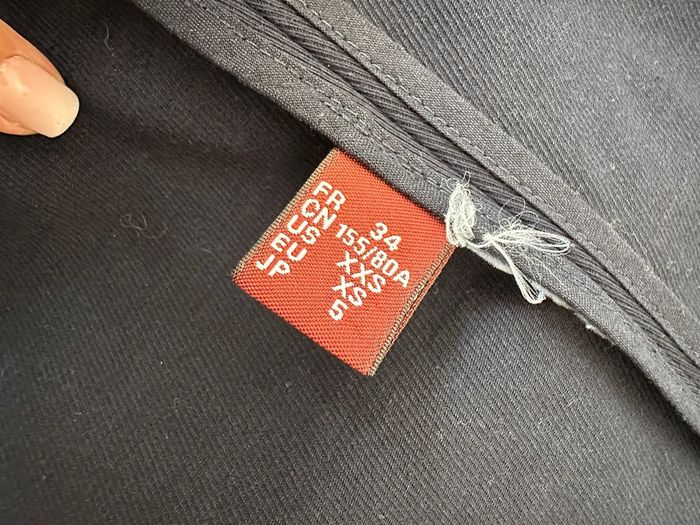 FR 34
CN 155/80A
US XXS
EU XS
JP 5